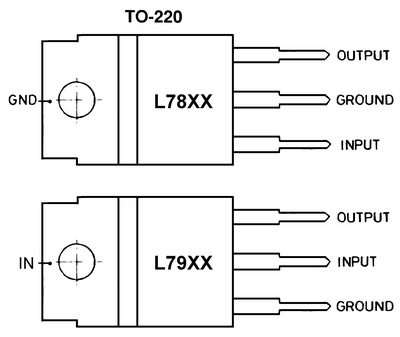 TO-220
OUTPUT
GND
L78XX
GROUND
INPUT
OUTPUT
IN
L79XX
INPUT
GROUND